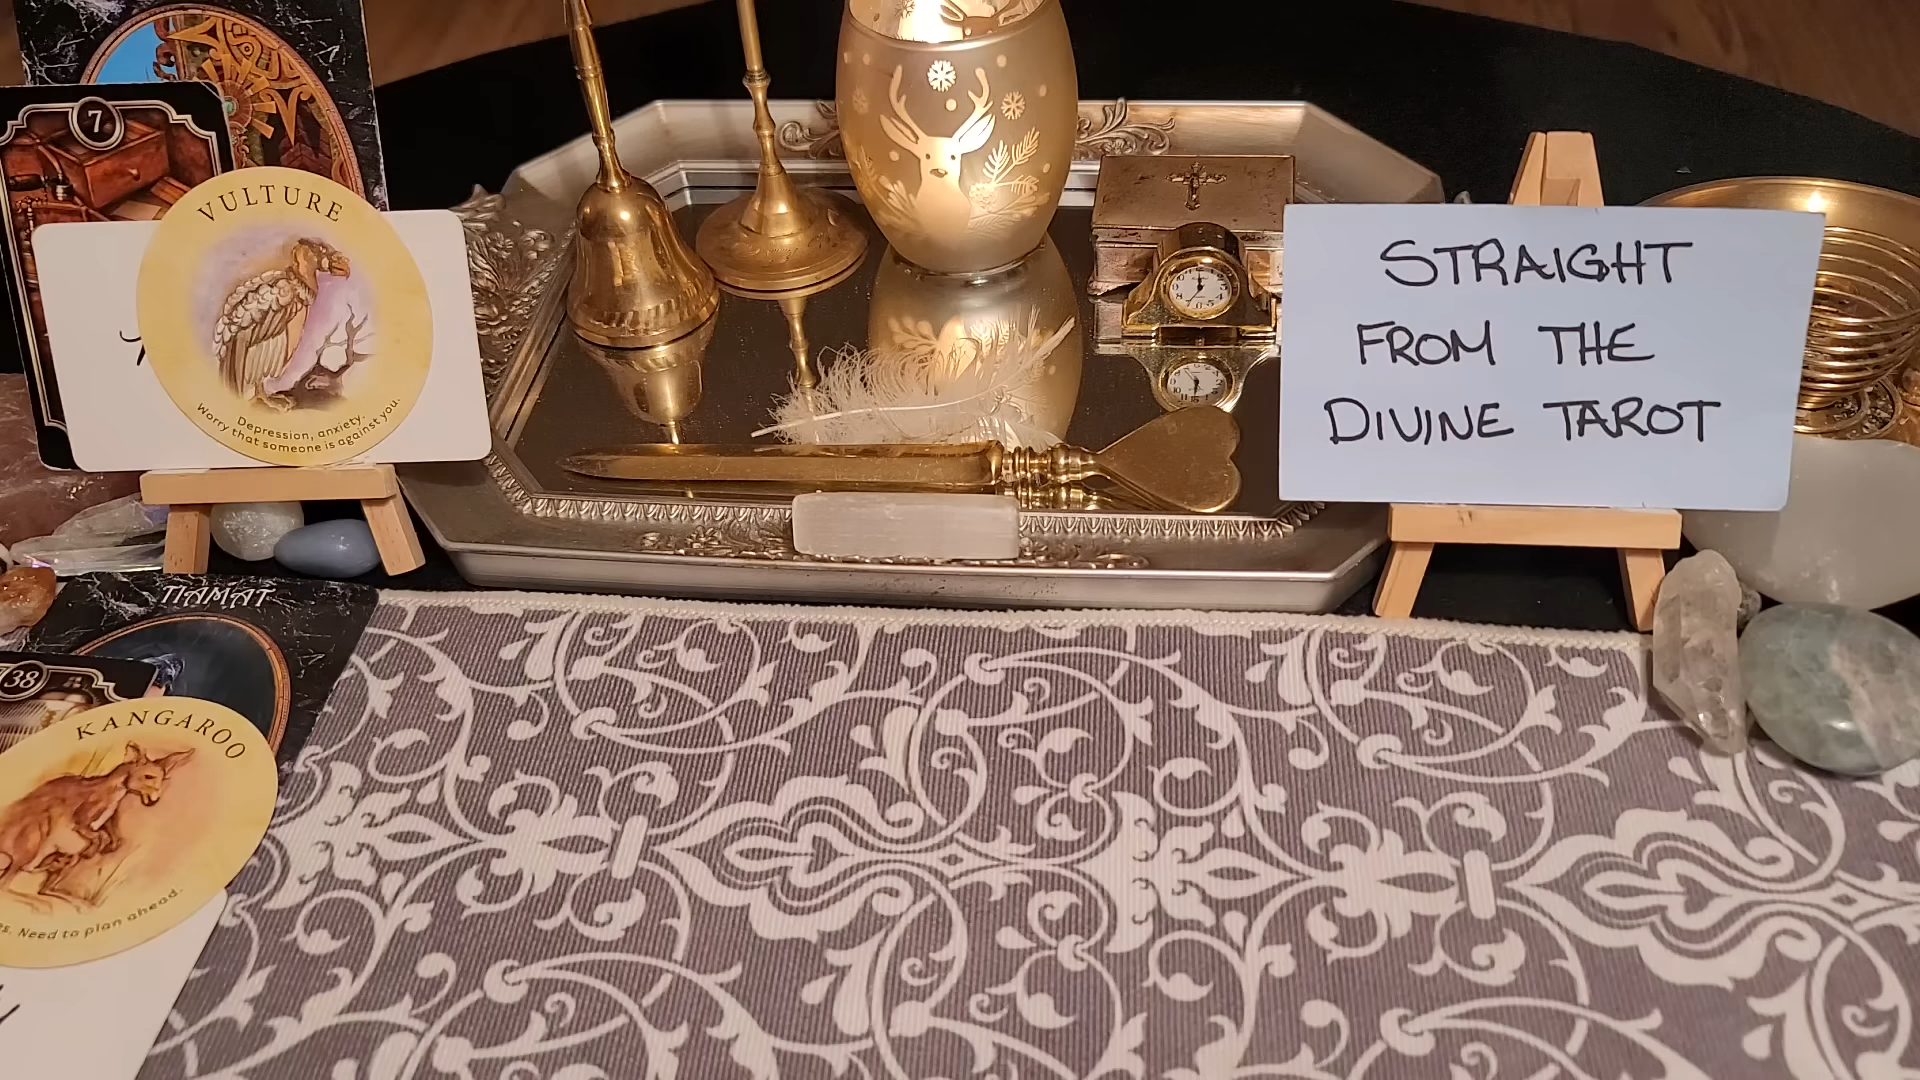 7
VULTURE
Depression, anxiety.
Worry that someone is against you.
STRAIGHT
FROM THE
DIVINE TAROT
TIAMAT
38
KANGAROO
Need to plan ahead.